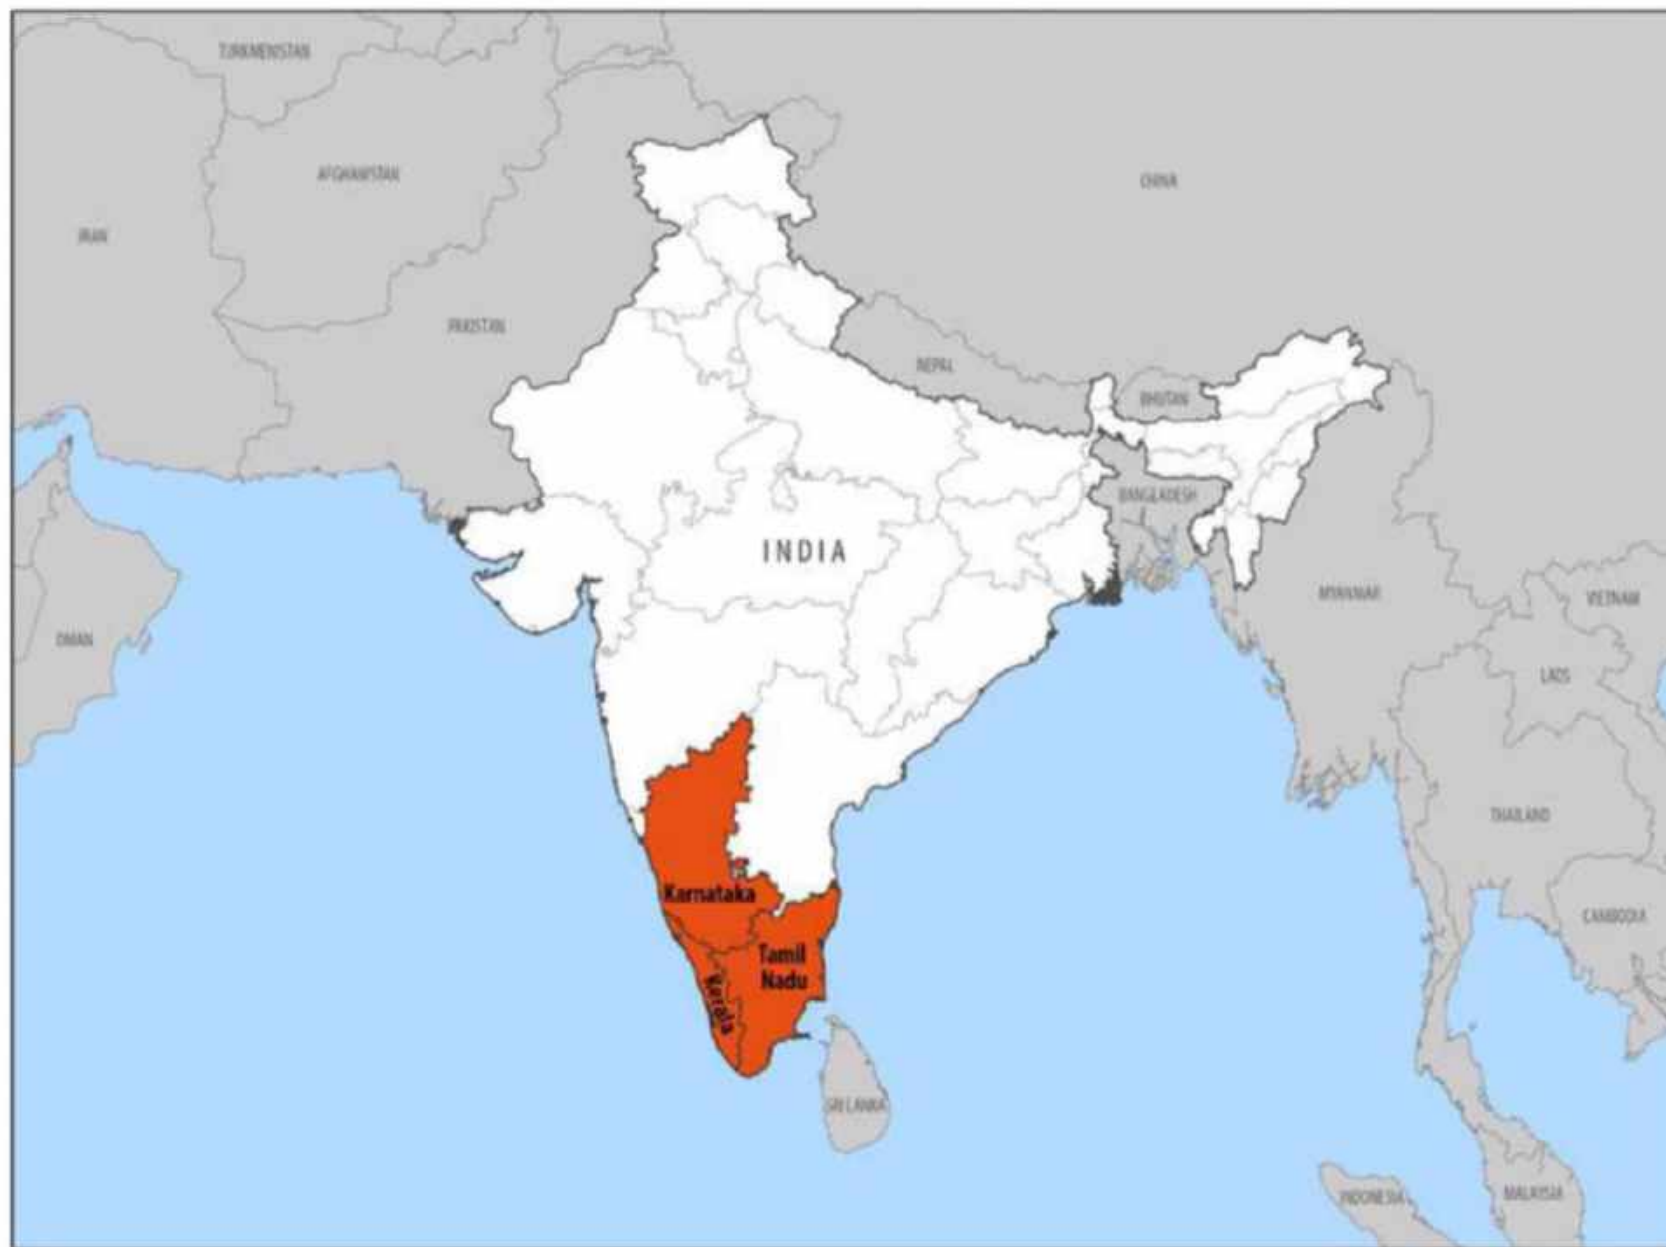 TURKMENISTAN
AFGHANISTAN
CHINA
IRAN
PAKISTAN
NEPAL
BHUTAN
BANGLADESH
INDIA
MYANMAR
VIETNAM
OMAN
LAOS
THAILAND
Karnataka
CAMBODIA
Tamil
Nadu
Kerala
SRI LANKA
INDONESIA
MALAYSIA